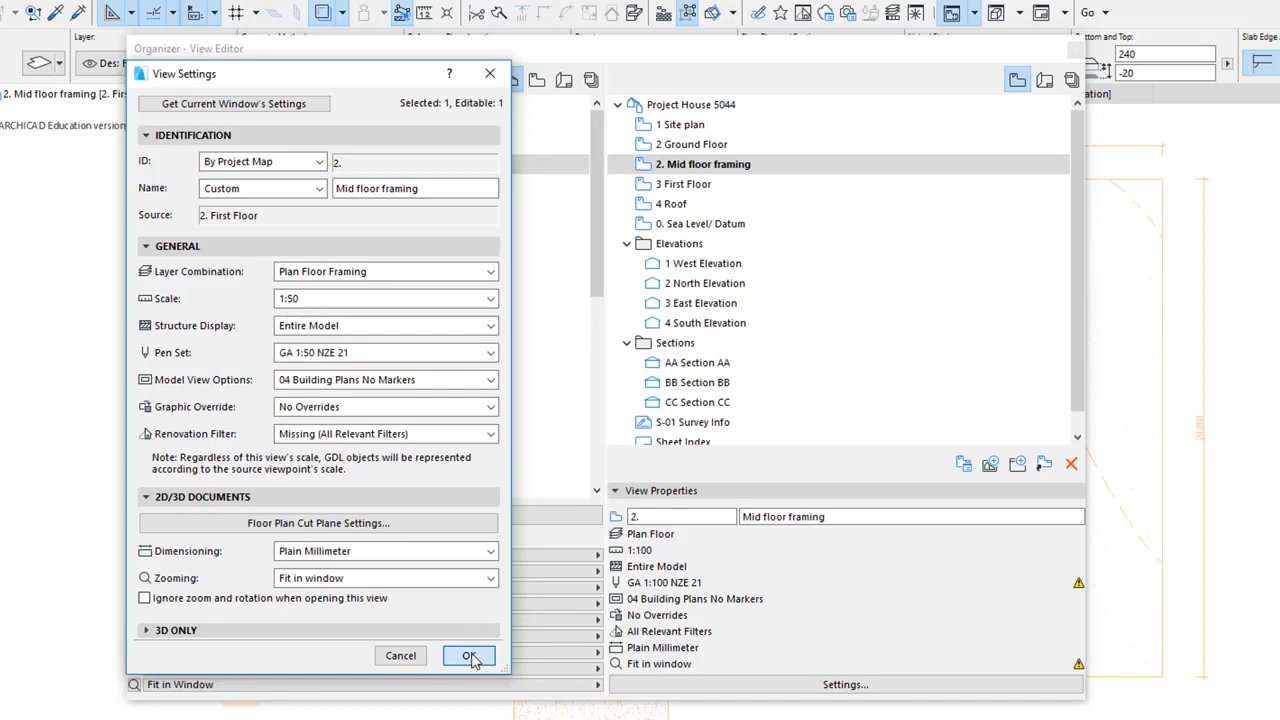 Go
Layer:
Bottom and Top:
Slab Edge A
Des: F
240
-20
2. Mid floor framing [2. Firs
ation]
ARCHICAD Education version
Organizer - View Editor
View Settings
?
Get Current Window's Settings
Selected: 1, Editable: 1
IDENTIFICATION
ID:
By Project Map
2.
Name:
Custom
Mid floor framing
Source:
2. First Floor
GENERAL
Layer Combination:
Plan Floor Framing
Scale:
1:50
Structure Display:
Entire Model
Pen Set:
GA 1:50 NZE 21
Model View Options:
04 Building Plans No Markers
Graphic Override:
No Overrides
Renovation Filter:
Missing (All Relevant Filters)
Note: Regardless of this view's scale, GDL objects will be represented
according to the source viewpoint's scale.
2D/3D DOCUMENTS
Floor Plan Cut Plane Settings...
Dimensioning:
Plain Millimeter
Zooming:
Fit in window
Ignore zoom and rotation when opening this view
3D ONLY
Cancel
OK
Fit in Window
Project House 5044
1 Site plan
2 Ground Floor
2. Mid floor framing
3 First Floor
4 Roof
0. Sea Level/ Datum
Elevations
1 West Elevation
2 North Elevation
3 East Elevation
4 South Elevation
Sections
AA Section AA
BB Section BB
CC Section CC
S-01 Survey Info
Sheet Index
View Properties
2.
Mid floor framing
Plan Floor
1:100
Entire Model
GA 1:100 NZE 21
04 Building Plans No Markers
No Overrides
All Relevant Filters
Plain Millimeter
Fit in window
Settings...